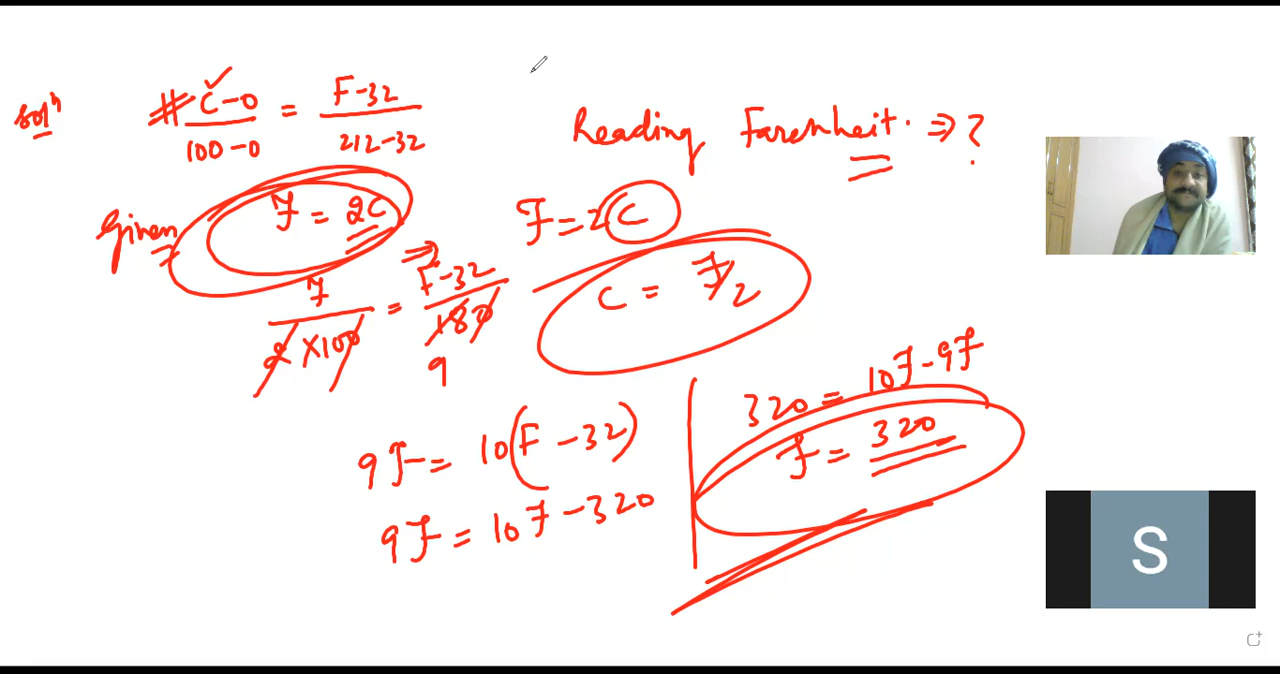 Solⁿ
# C-0 / 100-0 = F-32 / 212-32
Reading Farenheit. ⇒ ?
Given F = 2C
F = 2C
⇒
F / 2×100 = F-32 / 180
9
C = F/2
9F = 10(F-32)
9F = 10F-320
320 = 10F-9F
F = 320
S